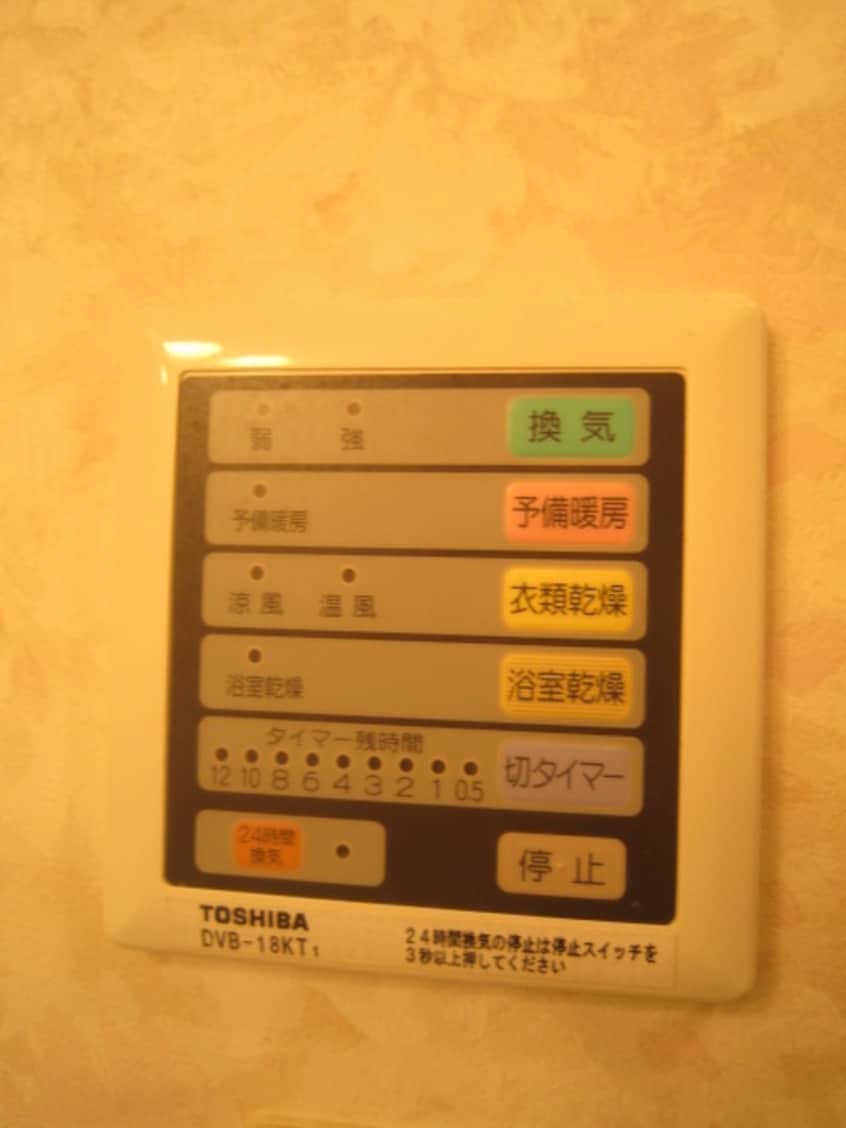 弱 強 換気
予備暖房 予備暖房
涼風 温風 衣類乾燥
浴室乾燥 浴室乾燥
タイマー残時間
12 10 8 6 4 3 2 1 0.5 切タイマー
24時間
換気
停止
TOSHIBA
DVB-18KT1
24時間換気の停止は停止スイッチを
3秒以上押してください